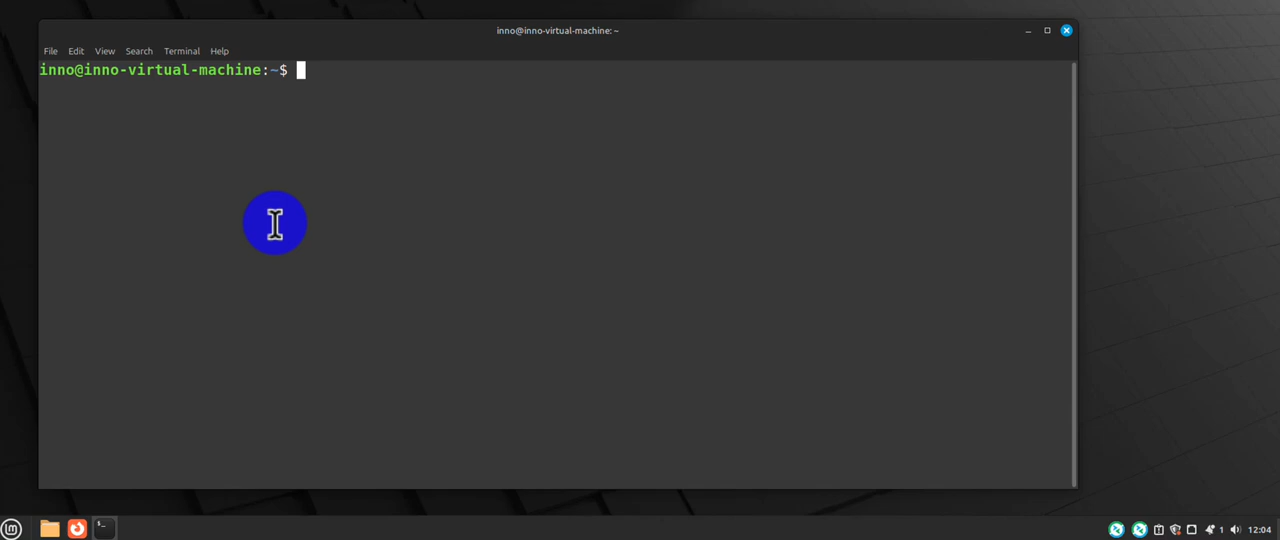 inno@inno-virtual-machine: ~
File Edit View Search Terminal Help
inno@inno-virtual-machine:~$
1 12:04